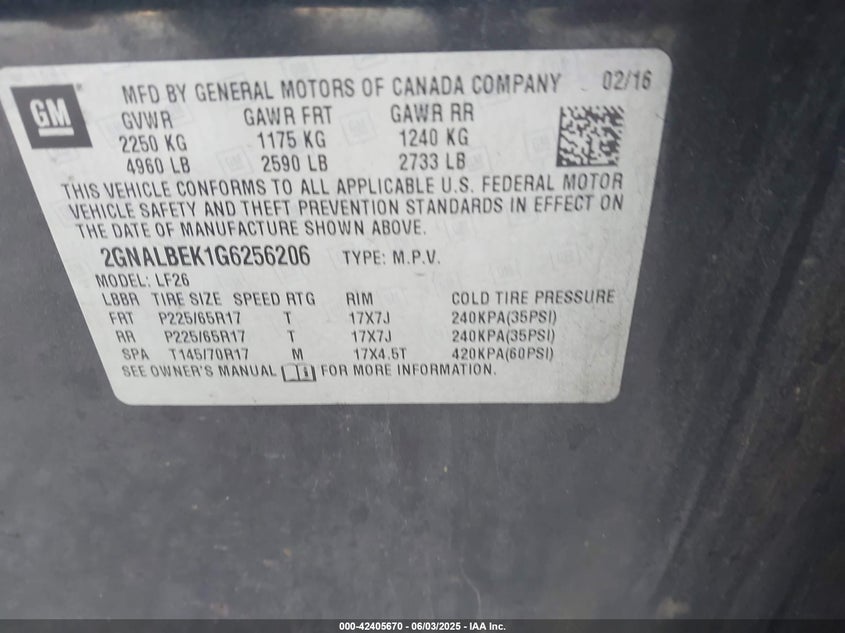 GM
MFD BY GENERAL MOTORS OF CANADA COMPANY 02/16
GVWR GAWR FRT GAWR RR
2250 KG 1175 KG 1240 KG
4960 LB 2590 LB 2733 LB
THIS VEHICLE CONFORMS TO ALL APPLICABLE U.S. FEDERAL MOTOR
VEHICLE SAFETY AND THEFT PREVENTION STANDARDS IN EFFECT ON
THE DATE OF MANUFACTURE SHOWN ABOVE.
2GNALBEK1G6256206 TYPE: M.P.V.
MODEL: LF26
LBBR TIRE SIZE SPEED RTG RIM COLD TIRE PRESSURE
FRT P225/65R17 T 17X7J 240KPA(35PSI)
RR P225/65R17 T 17X7J 240KPA(35PSI)
SPA T145/70R17 M 17X4.5T 420KPA(60PSI)
SEE OWNER'S MANUAL FOR MORE INFORMATION.
000-42405670 - 06/03/2025 - IAA Inc.